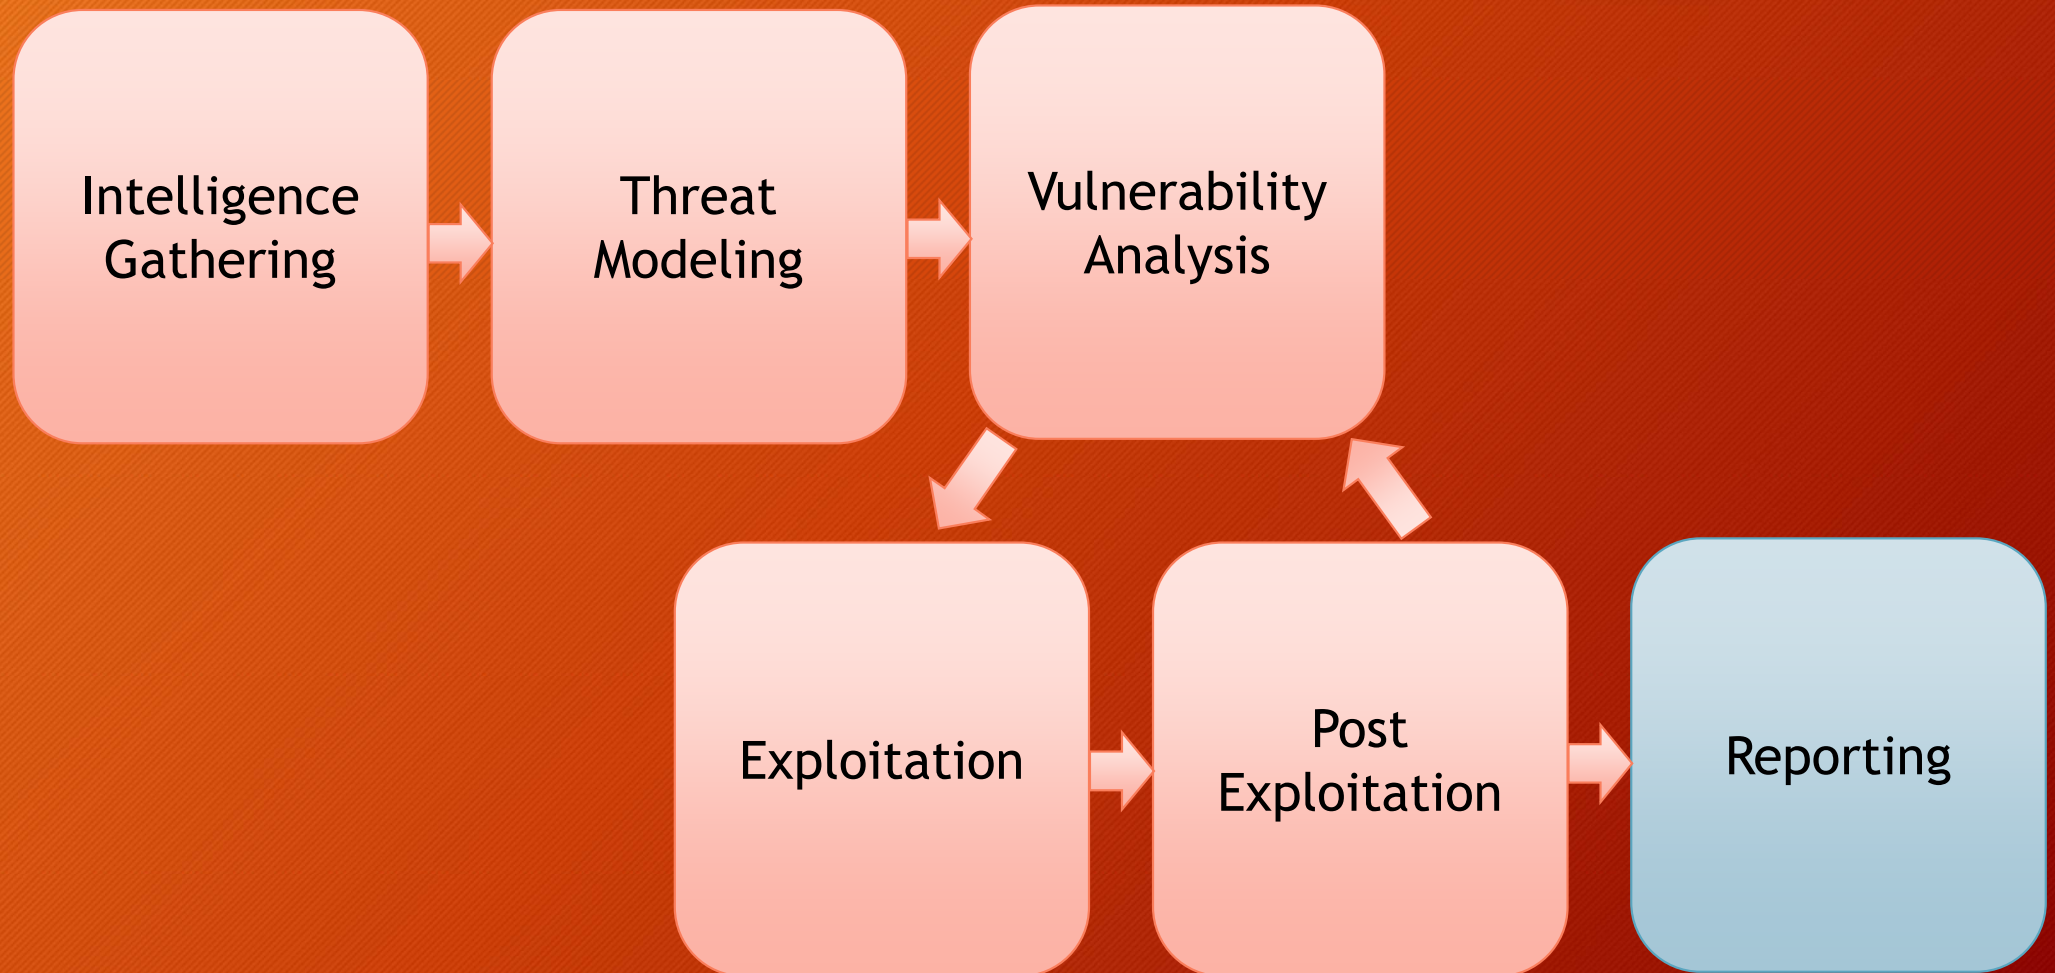 Intelligence
Gathering
Threat
Modeling
Vulnerability
Analysis
Exploitation
Post
Exploitation
Reporting